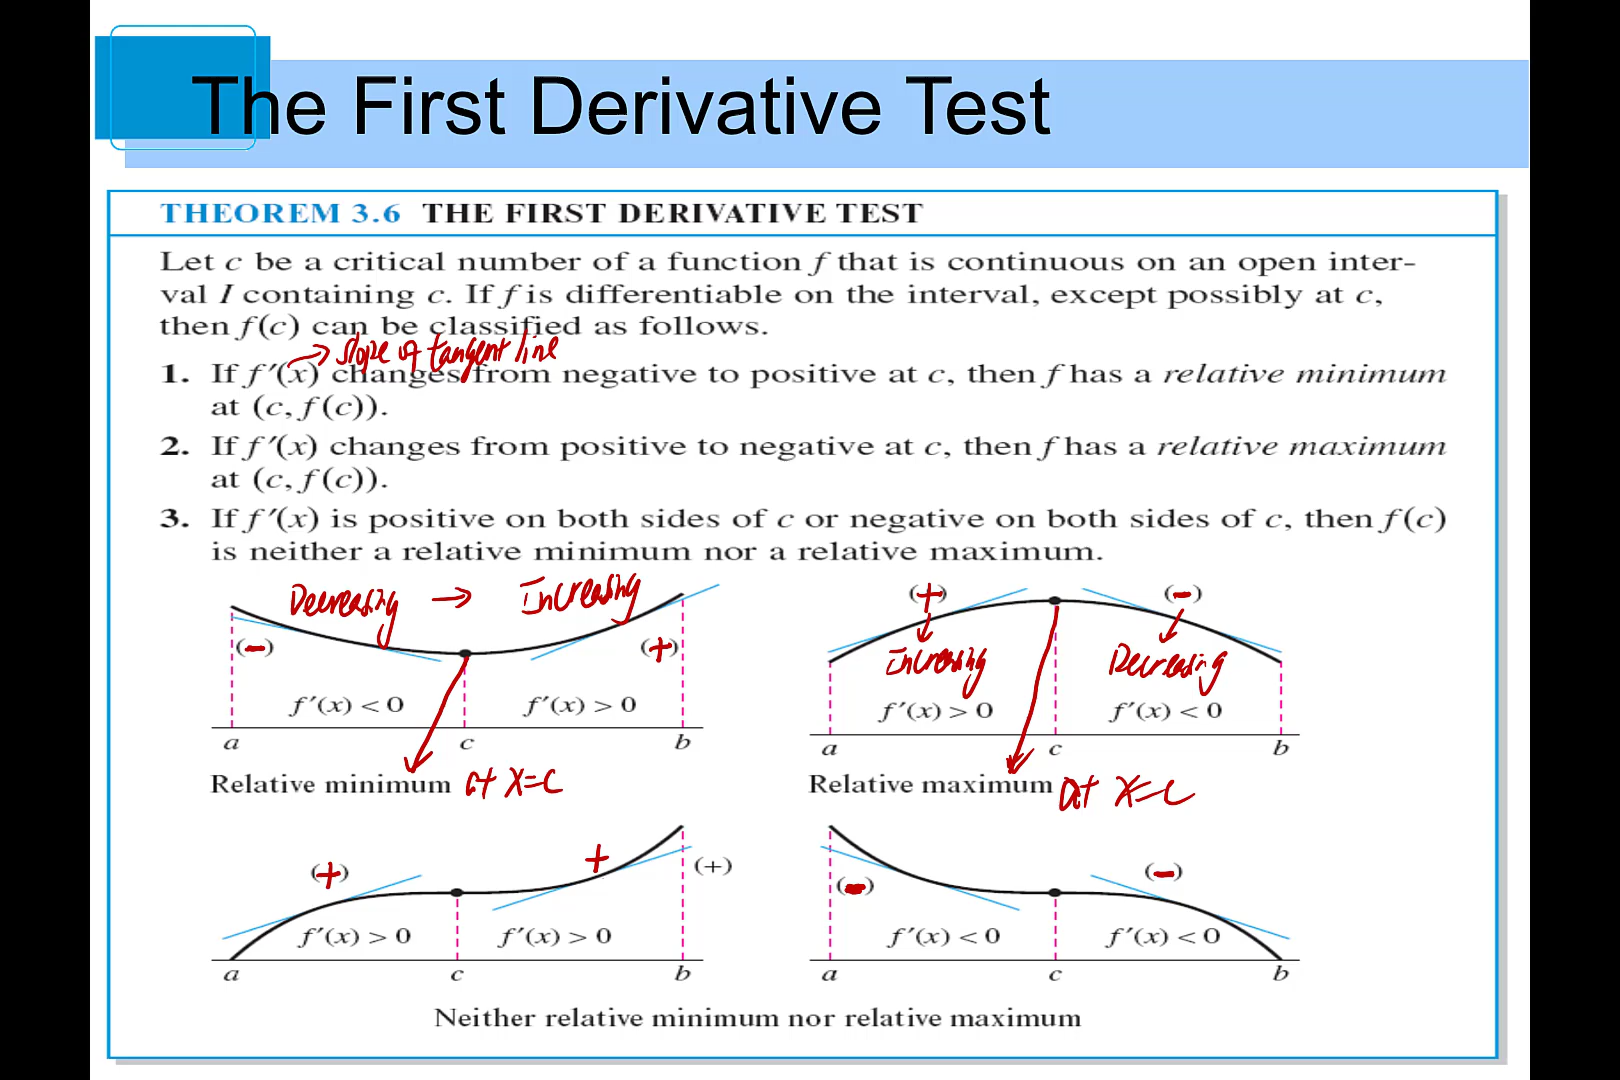 The First Derivative Test
THEOREM 3.6 THE FIRST DERIVATIVE TEST
Let c be a critical number of a function f that is continuous on an open inter-
val I containing c. If f is differentiable on the interval, except possibly at c,
then f(c) can be classified as follows.
slope of tangent line
1. If f′(x) changes from negative to positive at c, then f has a relative minimum
at (c, f(c)).
2. If f′(x) changes from positive to negative at c, then f has a relative maximum
at (c, f(c)).
3. If f′(x) is positive on both sides of c or negative on both sides of c, then f(c)
is neither a relative minimum nor a relative maximum.
Decreasing → Increasing
(−) (+)
f′(x) < 0 f′(x) > 0
a c b
Relative minimum at x=c
(+) (−)
Increasing Decreasing
f′(x) > 0 f′(x) < 0
a c b
Relative maximum at x=c
(+) + (+)
f′(x) > 0 f′(x) > 0
a c b
(−) (−)
f′(x) < 0 f′(x) < 0
a c b
Neither relative minimum nor relative maximum